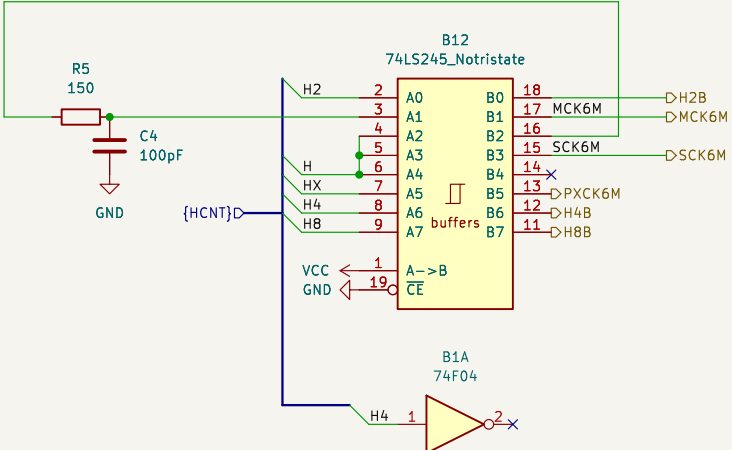 B12
74LS245_Notristate
R5
150
C4
100pF
GND
H2
H
HX
H4
H8
{HCNT}
VCC
GND
2
3
4
5
6
7
8
9
1
19
A0
A1
A2
A3
A4
A5
A6
A7
A->B
CE
buffers
B0
B1
B2
B3
B4
B5
B6
B7
18
17
16
15
14
13
12
11
MCK6M
SCK6M
H2B
MCK6M
SCK6M
PXCK6M
H4B
H8B
B1A
74F04
H4
1
2